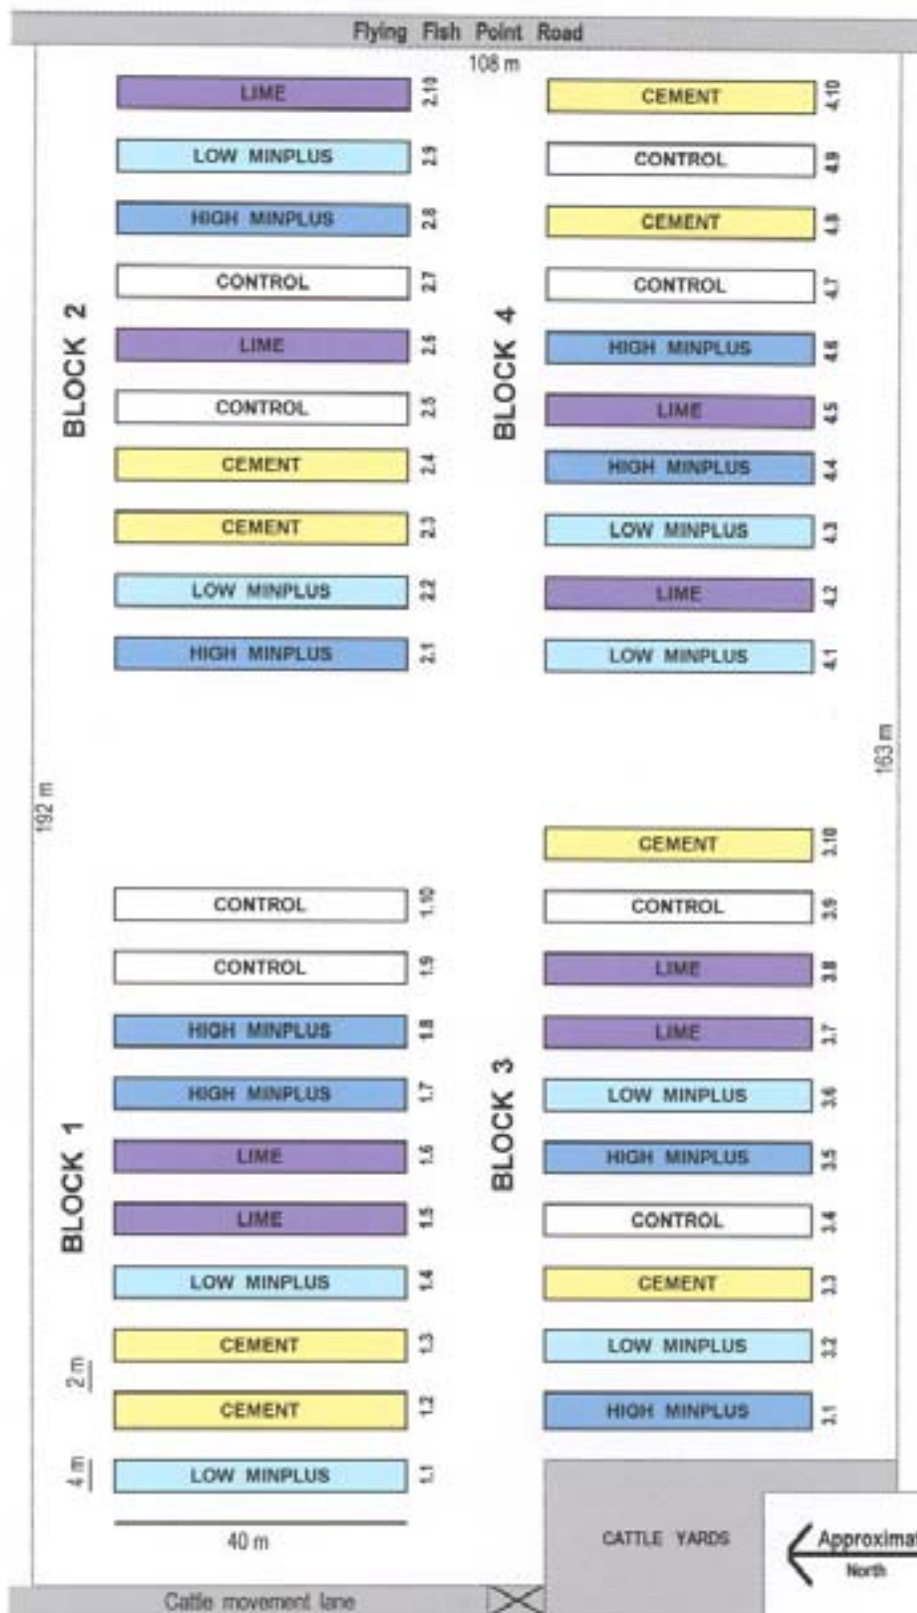 Flying Fish Point Road
108 m
BLOCK 2
LIME 2.10
LOW MINPLUS 2.9
HIGH MINPLUS 2.8
CONTROL 2.7
LIME 2.6
CONTROL 2.5
CEMENT 2.4
CEMENT 2.3
LOW MINPLUS 2.2
HIGH MINPLUS 2.1
BLOCK 4
CEMENT 4.10
CONTROL 4.9
CEMENT 4.8
CONTROL 4.7
HIGH MINPLUS 4.6
LIME 4.5
HIGH MINPLUS 4.4
LOW MINPLUS 4.3
LIME 4.2
LOW MINPLUS 4.1
192 m
163 m
BLOCK 1
CONTROL 1.10
CONTROL 1.9
HIGH MINPLUS 1.8
HIGH MINPLUS 1.7
LIME 1.6
LIME 1.5
LOW MINPLUS 1.4
CEMENT 1.3
2 m
CEMENT 1.2
4 m
LOW MINPLUS 1.1
40 m
BLOCK 3
CEMENT 3.10
CONTROL 3.9
LIME 3.8
LIME 3.7
LOW MINPLUS 3.6
HIGH MINPLUS 3.5
CONTROL 3.4
CEMENT 3.3
LOW MINPLUS 3.2
HIGH MINPLUS 3.1
CATTLE YARDS
Approximat
North
Cattle movement lane